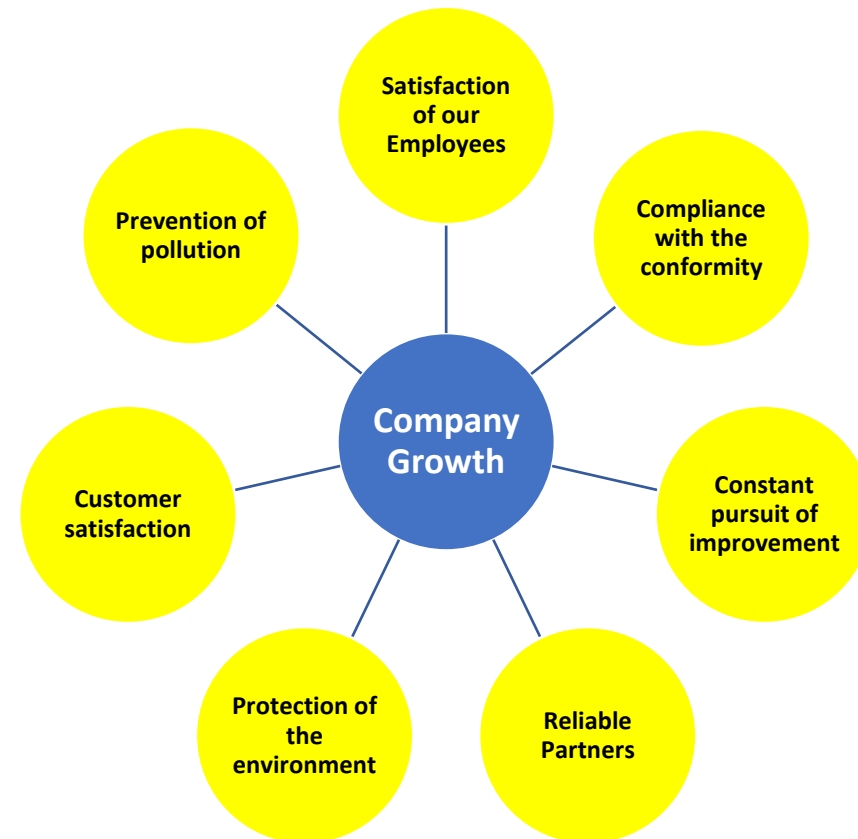 Satisfaction
of our
Employees
Compliance
with the
conformity
Constant
pursuit of
improvement
Reliable
Partners
Protection of
the
environment
Customer
satisfaction
Prevention of
pollution
Company
Growth